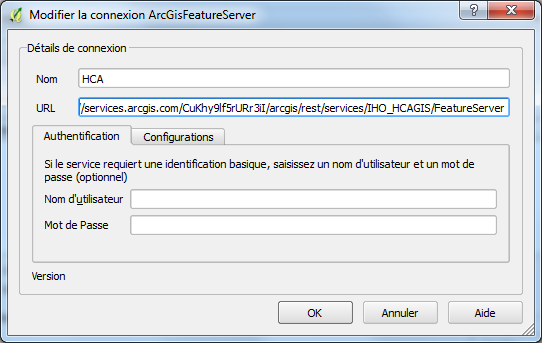 Modifier la connexion ArcGisFeatureServer
Détails de connexion
Nom HCA
URL /services.arcgis.com/CuKhy9lf5rURr3iI/arcgis/rest/services/IHO_HCAGIS/FeatureServer
Authentification Configurations
Si le service requiert une identification basique, saisissez un nom d'utilisateur et un mot de
passe (optionnel)
Nom d'utilisateur
Mot de Passe
Version
OK Annuler Aide